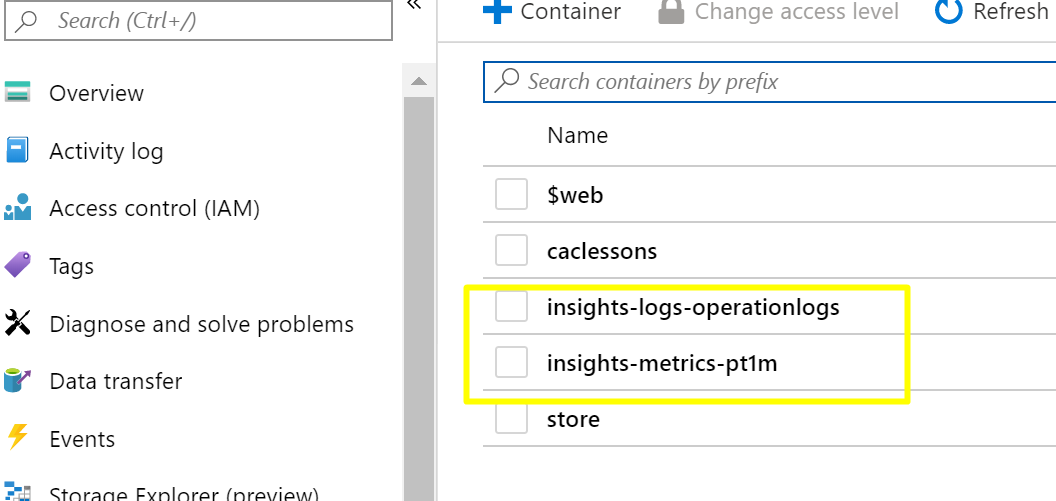 Search (Ctrl+/)
«
Overview
Activity log
Access control (IAM)
Tags
Diagnose and solve problems
Data transfer
Events
Storage Explorer (preview)
Container
Change access level
Refresh
Search containers by prefix
Name
$web
caclessons
insights-logs-operationlogs
insights-metrics-pt1m
store